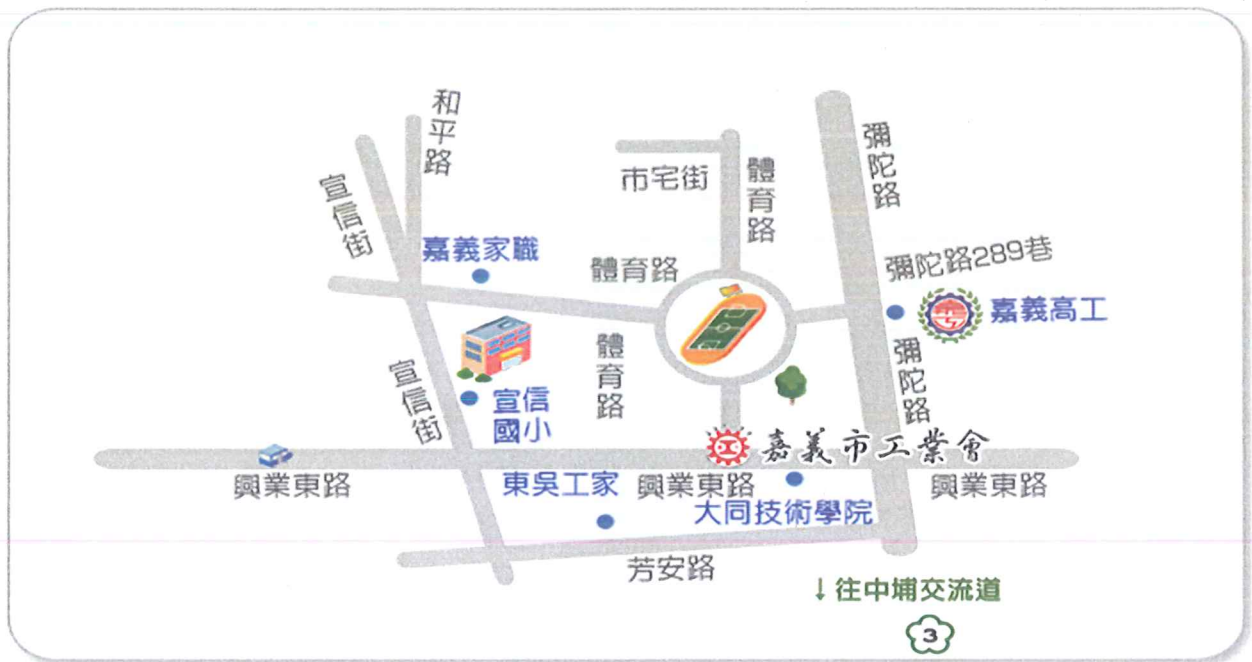 和平路
宣信街
市宅街
體育路
彌陀路
嘉義家職
體育路
彌陀路289巷
嘉義高工
體育路
彌陀路
宣信街
宣信
國小
嘉義市工業會
興業東路
東吳工家
興業東路
興業東路
大同技術學院
芳安路
↓往中埔交流道
3